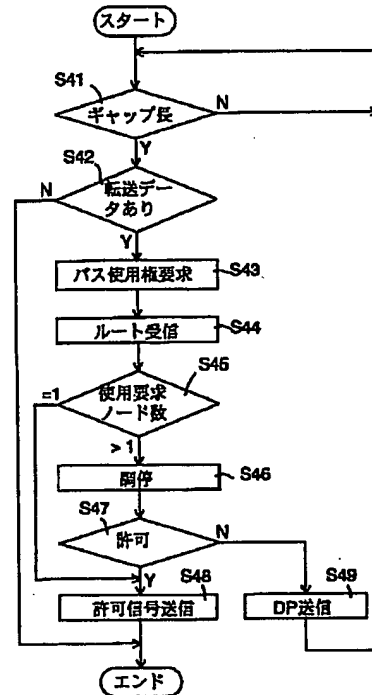 スタート
S41
ギャップ長
N
Y
S42
転送デー
タあり
N
Y
バス使用権要求
S43
ルート受信
S44
S45
使用要求
ノード数
=1
>1
調停
S46
S47
許可
N
Y
S48
許可信号送信
S49
DP送信
エンド